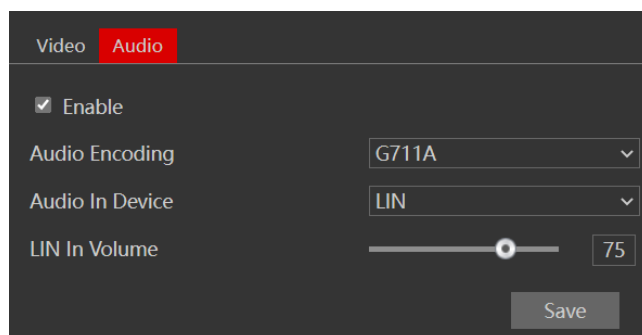 Video Audio
Enable
Audio Encoding G711A
Audio In Device LIN
LIN In Volume 75
Save